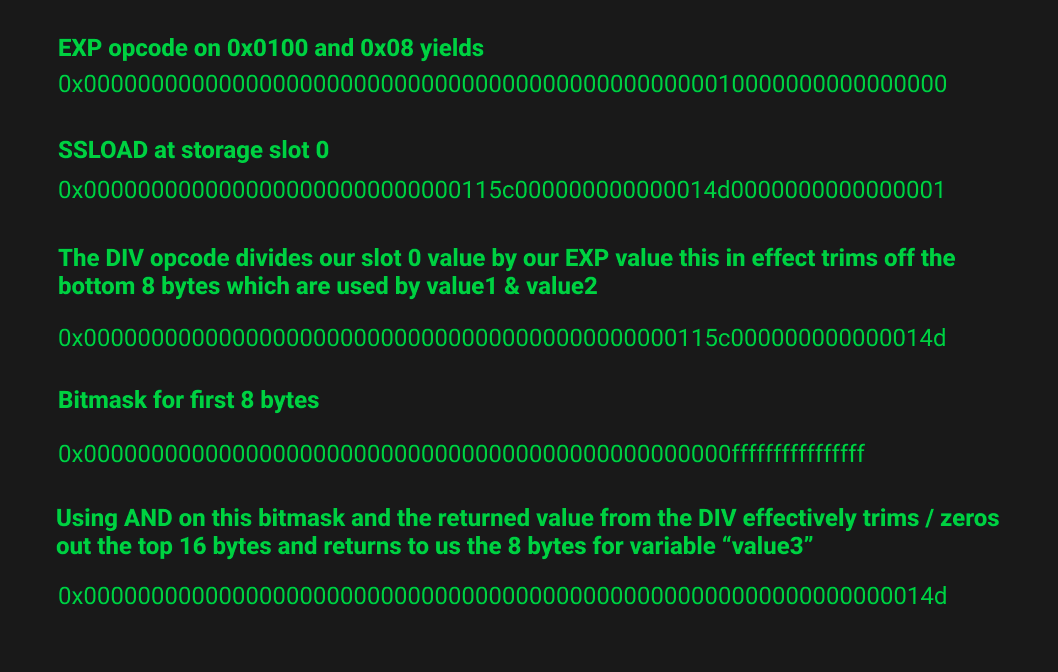 EXP opcode on 0x0100 and 0x08 yields
0x0000000000000000000000000000000000000000000000010000000000000000
SSLOAD at storage slot 0
0x0000000000000000000000000000115c000000000000014d0000000000000001
The DIV opcode divides our slot 0 value by our EXP value this in effect trims off the
bottom 8 bytes which are used by value1 & value2
0x00000000000000000000000000000000000000000000115c000000000000014d
Bitmask for first 8 bytes
0x000000000000000000000000000000000000000000000000ffffffffffffffff
Using AND on this bitmask and the returned value from the DIV effectively trims / zeros
out the top 16 bytes and returns to us the 8 bytes for variable “value3”
0x000000000000000000000000000000000000000000000000000000000000014d